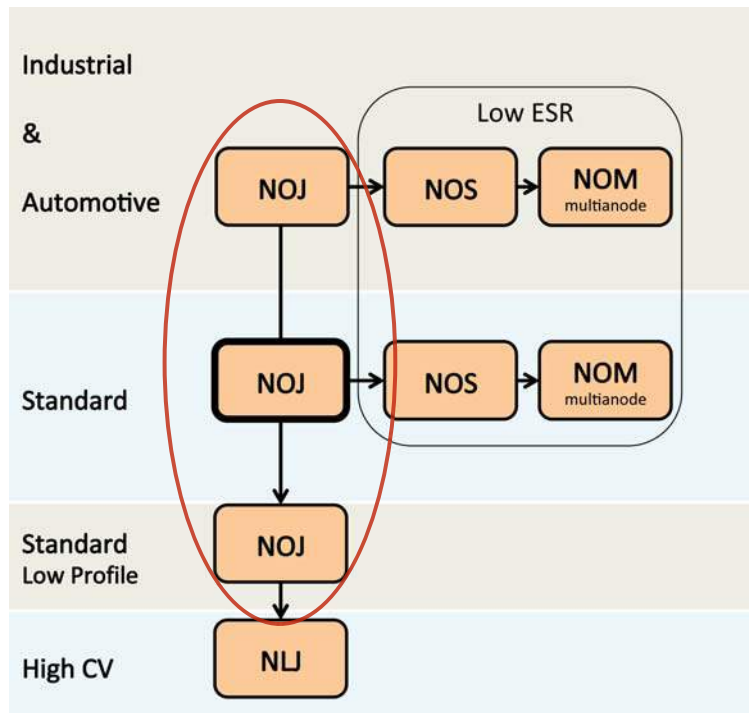 Industrial
&
Automotive
Low ESR
NOJ
NOS
NOM
multianode
Standard
NOJ
NOS
NOM
multianode
Standard
Low Profile
NOJ
High CV
NLJ